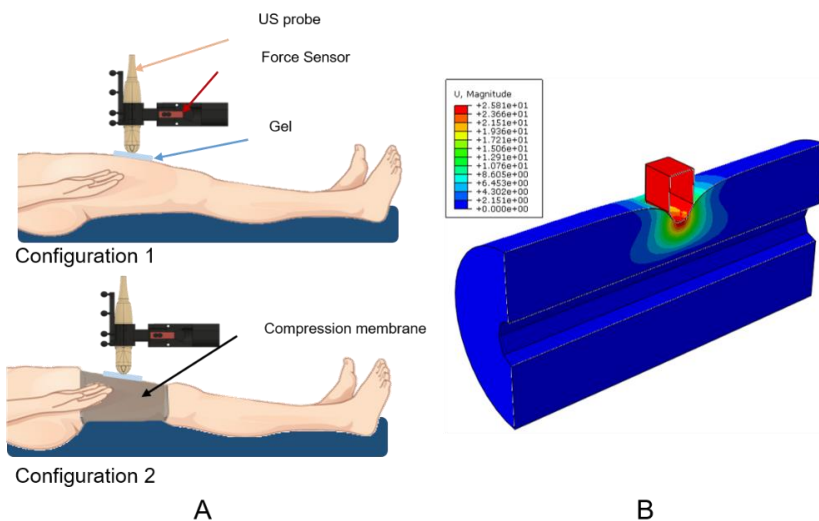 US probe
Force Sensor
Gel
Configuration 1
Compression membrane
Configuration 2
A
U, Magnitude
+2.581e+01
+2.366e+01
+2.151e+01
+1.936e+01
+1.721e+01
+1.506e+01
+1.291e+01
+1.076e+01
+8.605e+00
+6.453e+00
+4.302e+00
+2.151e+00
+0.000e+00
B